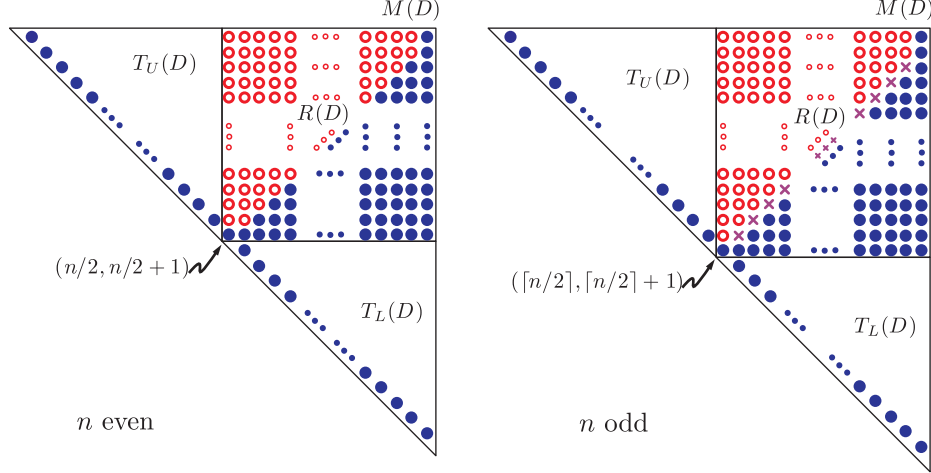 M(D)
T_U(D)
R(D)
(n/2, n/2 + 1)
T_L(D)
n even
M(D)
T_U(D)
R(D)
(⌈n/2⌉, ⌈n/2⌉ + 1)
T_L(D)
n odd